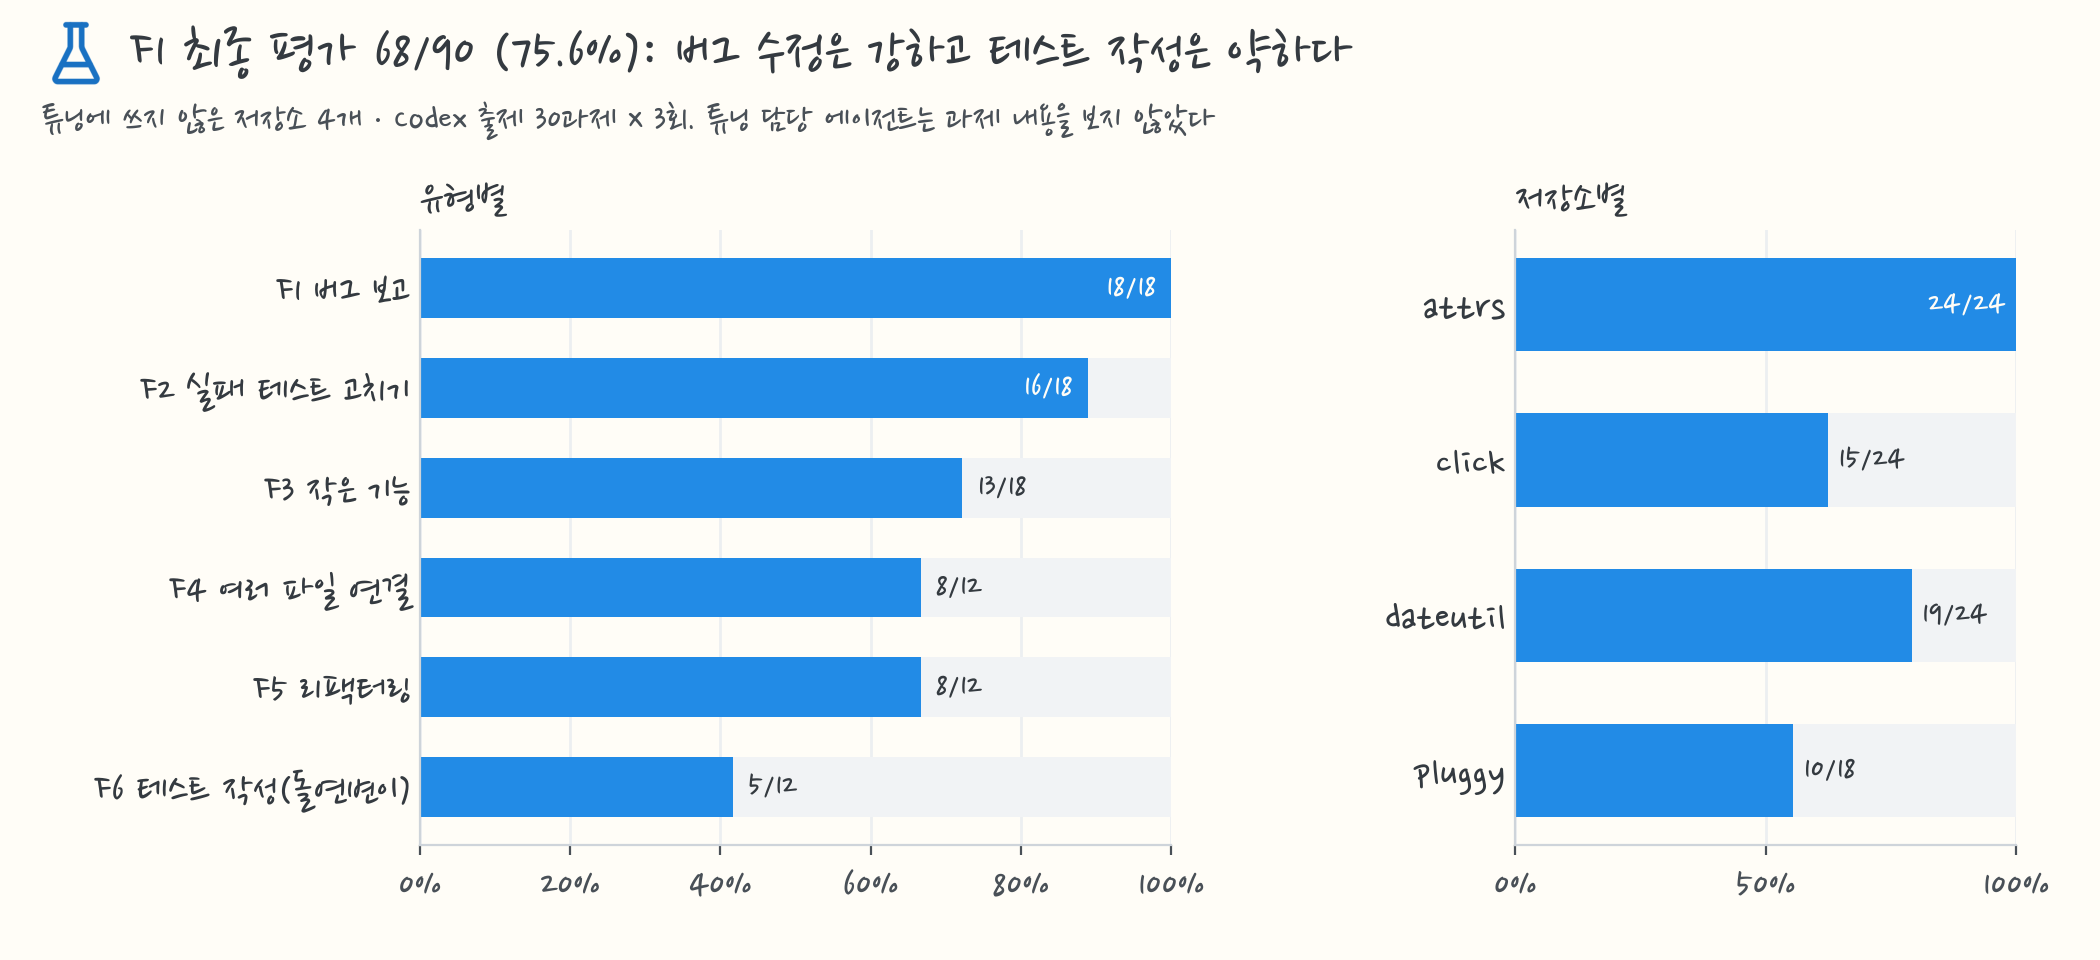 F1 최종 평가 68/90 (75.6%): 버그 수정은 강하고 테스트 작성은 약하다
튜닝에 쓰지 않은 저장소 4개 · codex 출제 30과제 x 3회. 튜닝 담당 에이전트는 과제 내용을 보지 않았다
유형별
F1 버그 보고
18/18
F2 실패 테스트 고치기
16/18
F3 작은 기능
13/18
F4 여러 파일 연결
8/12
F5 리팩터링
8/12
F6 테스트 작성(돌연변이)
5/12
0% 20% 40% 60% 80% 100%
저장소별
attrs
24/24
click
15/24
dateutil
19/24
pluggy
10/18
0% 50% 100%